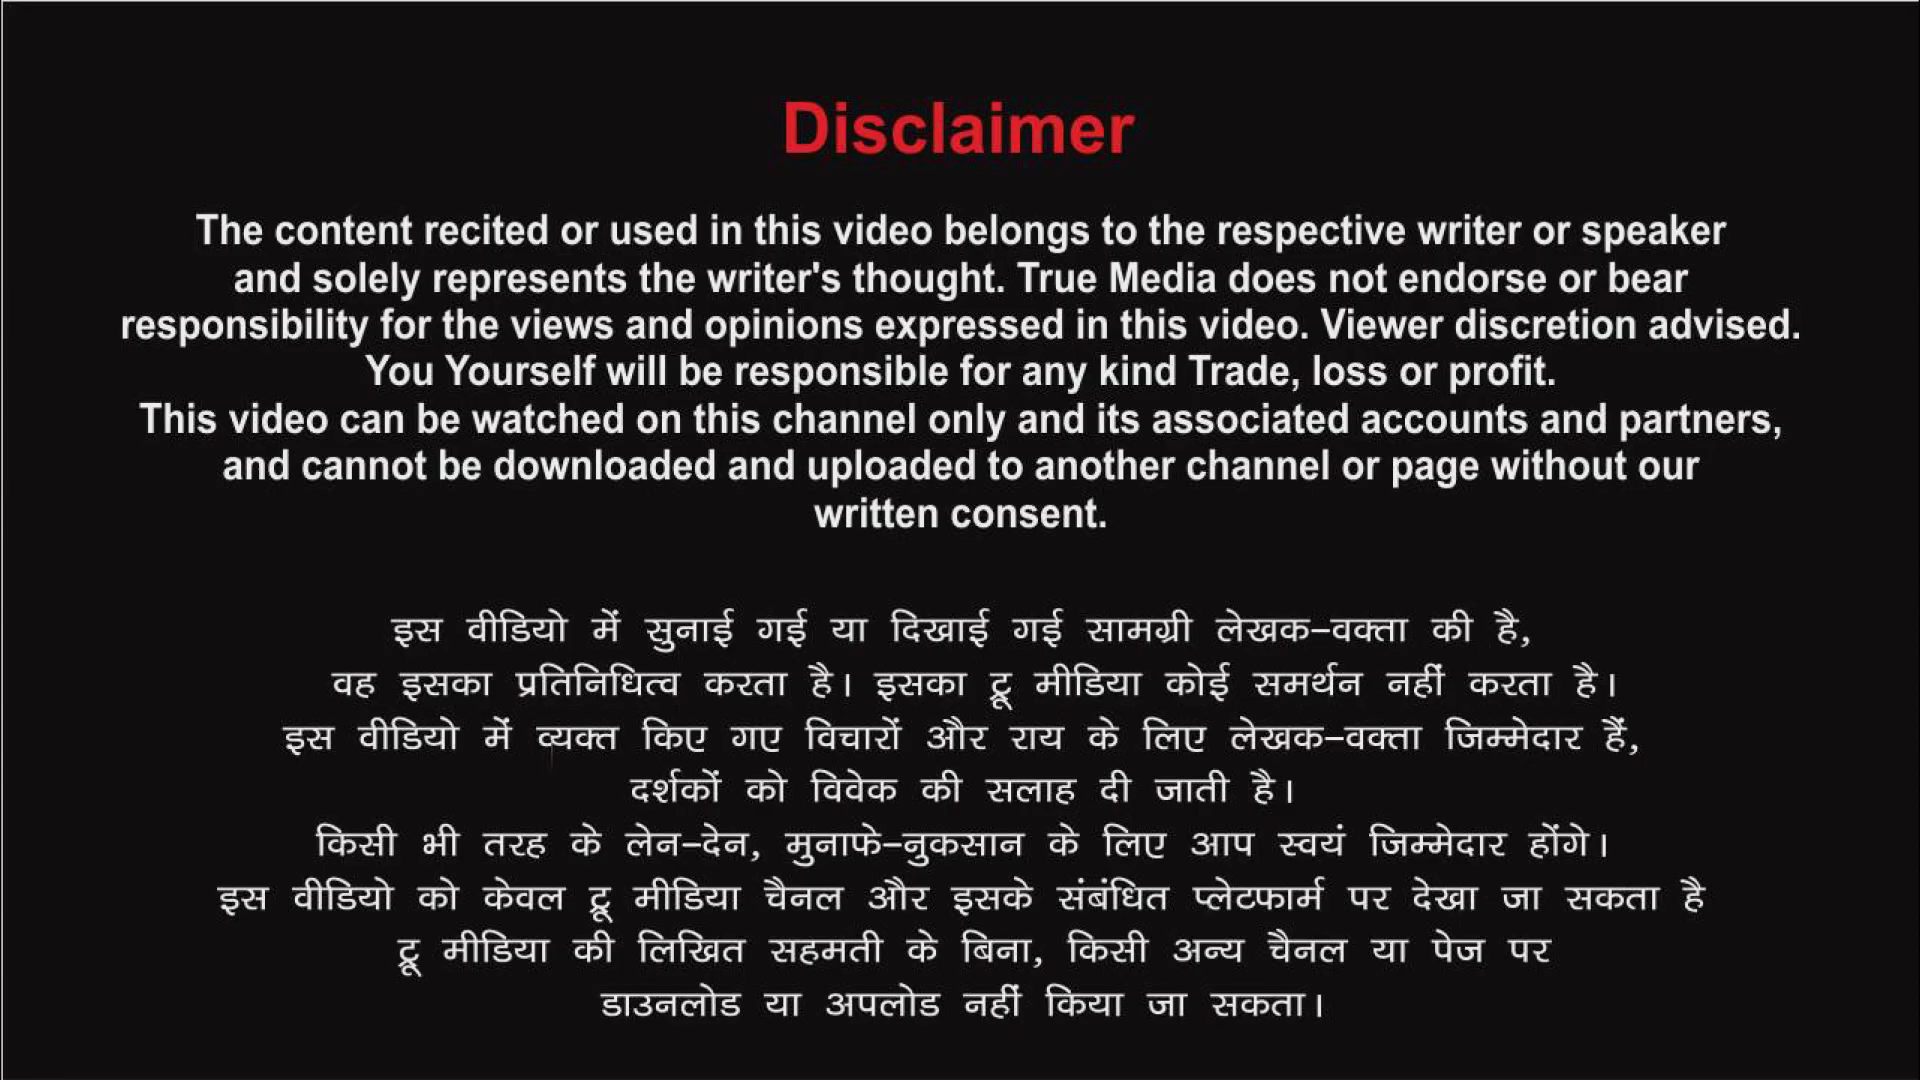 Disclaimer
The content recited or used in this video belongs to the respective writer or speaker
and solely represents the writer's thought. True Media does not endorse or bear
responsibility for the views and opinions expressed in this video. Viewer discretion advised.
You Yourself will be responsible for any kind Trade, loss or profit.
This video can be watched on this channel only and its associated accounts and partners,
and cannot be downloaded and uploaded to another channel or page without our
written consent.
इस वीडियो में सुनाई गई या दिखाई गई सामग्री लेखक–वक्ता की है,
वह इसका प्रतिनिधित्व करता है। इसका ट्रू मीडिया कोई समर्थन नहीं करता है।
इस वीडियो में व्यक्त किए गए विचारों और राय के लिए लेखक–वक्ता जिम्मेदार हैं,
दर्शकों को विवेक की सलाह दी जाती है।
किसी भी तरह के लेन–देन, मुनाफे–नुकसान के लिए आप स्वयं जिम्मेदार होंगे।
इस वीडियो को केवल ट्रू मीडिया चैनल और इसके संबंधित प्लेटफार्म पर देखा जा सकता है
ट्रू मीडिया की लिखित सहमती के बिना, किसी अन्य चैनल या पेज पर
डाउनलोड या अपलोड नहीं किया जा सकता।